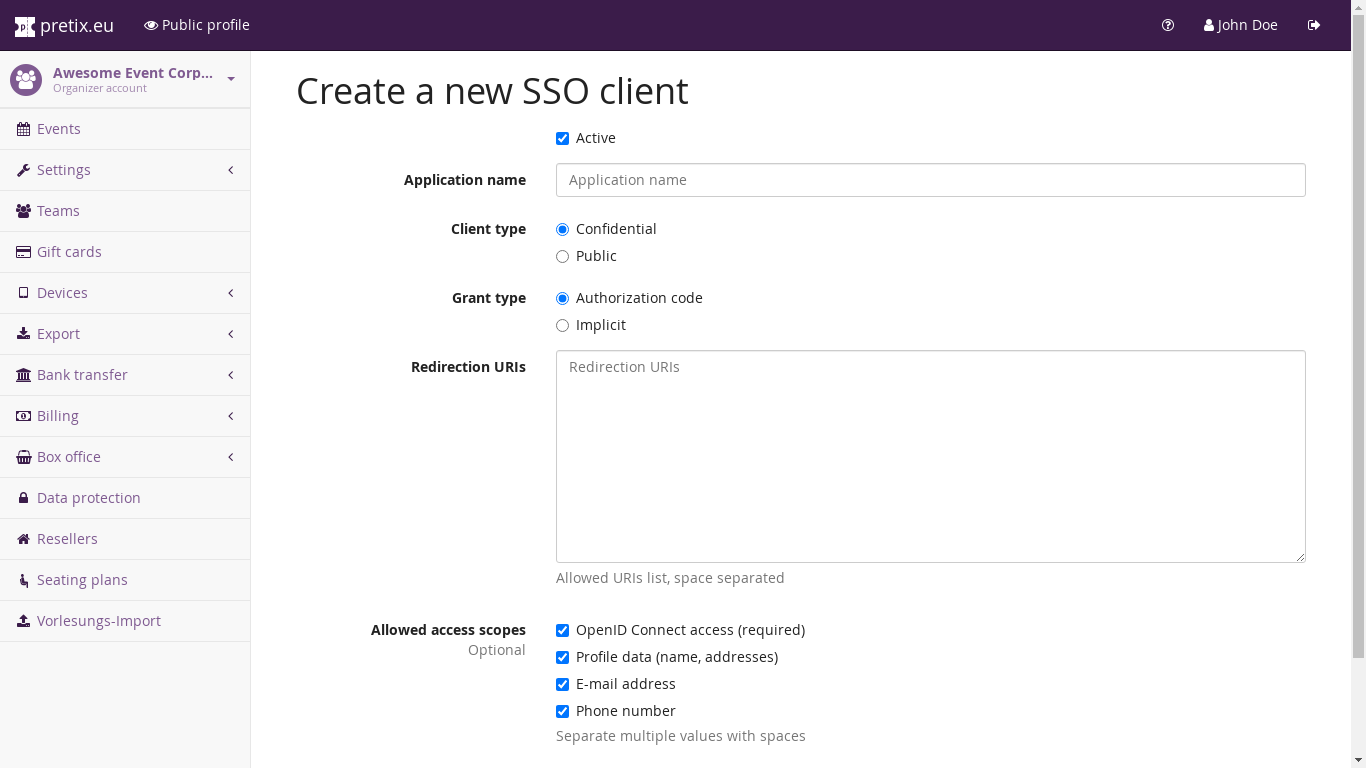 pretix.eu
Public profile
John Doe
Awesome Event Corp...
Organizer account
Events
Settings
Teams
Gift cards
Devices
Export
Bank transfer
Billing
Box office
Data protection
Resellers
Seating plans
Vorlesungs-Import
Create a new SSO client
Active
Application name
Application name
Client type
Confidential
Public
Grant type
Authorization code
Implicit
Redirection URIs
Redirection URIs
Allowed URIs list, space separated
Allowed access scopes
Optional
OpenID Connect access (required)
Profile data (name, addresses)
E-mail address
Phone number
Separate multiple values with spaces